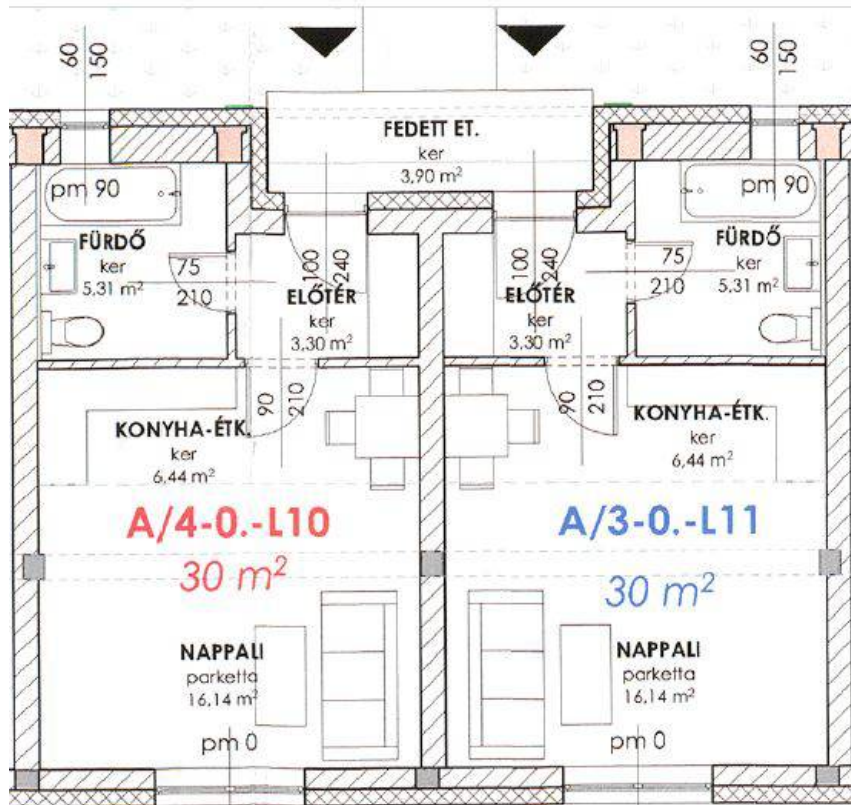 60
150
60
150
FEDETT ET.
ker
3,90 m²
pm 90
pm 90
FÜRDŐ
ker
5,31 m²
75
210
100
240
ELŐTÉR
ker
3,30 m²
100
240
ELŐTÉR
ker
3,30 m²
75
210
FÜRDŐ
ker
5,31 m²
90
210
90
210
KONYHA-ÉTK.
ker
6,44 m²
KONYHA-ÉTK.
ker
6,44 m²
A/4-0.-L10
30 m²
A/3-0.-L11
30 m²
NAPPALI
parketta
16,14 m²
NAPPALI
parketta
16,14 m²
pm 0
pm 0